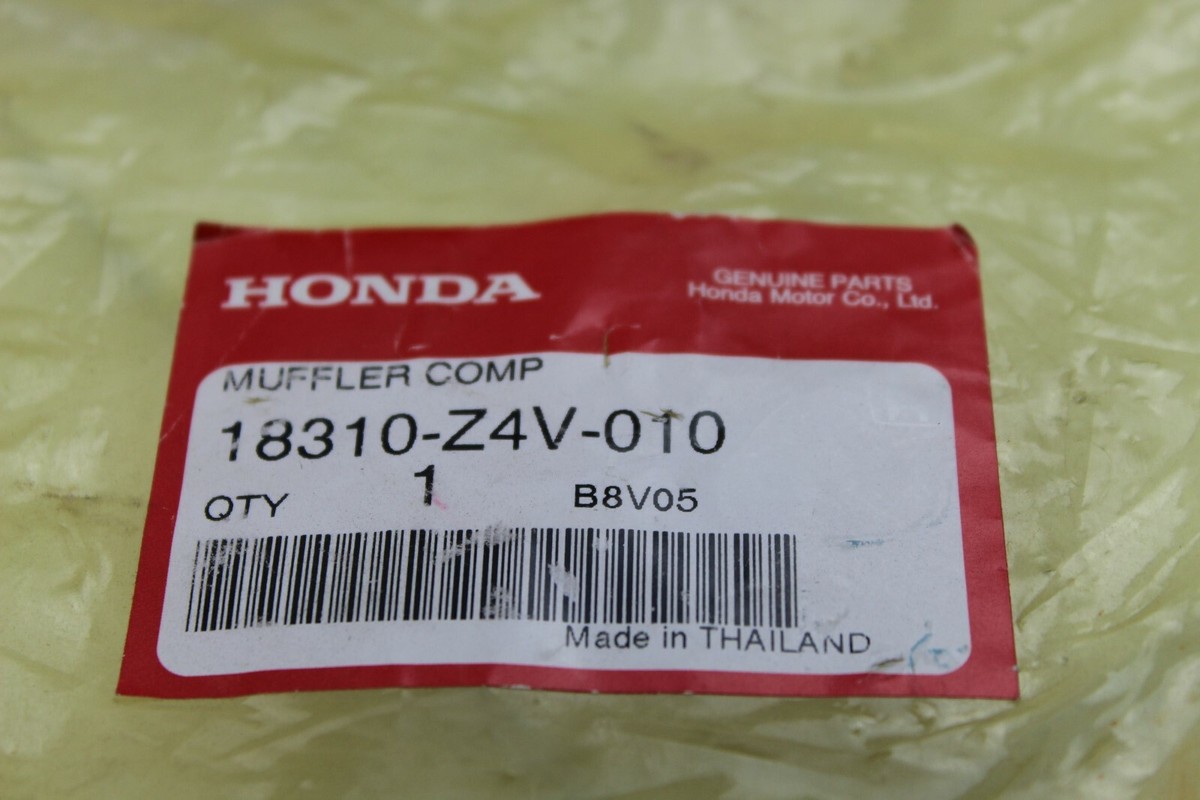 HONDA
GENUINE PARTS
Honda Motor Co., Ltd.
MUFFLER COMP
18310-Z4V-010
QTY 1 B8V05
Made in THAILAND